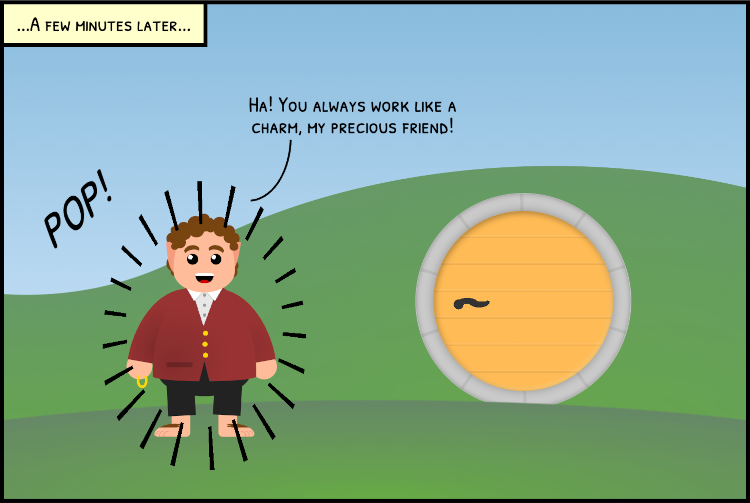 ...A few minutes later...
Ha! You always work like a
charm, my precious friend!
POP!